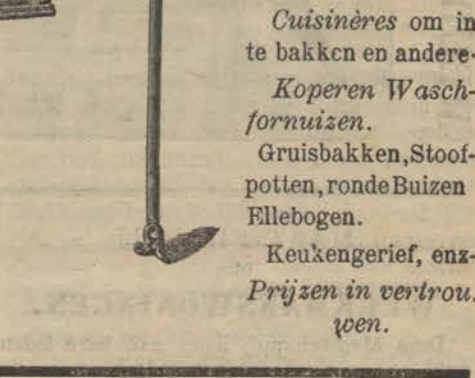 Cuisinères om in
te bakken en andere-
Koperen Wasch-
fornuizen.
Gruisbakken, Stoof-
potten, ronde Buizen
Ellebogen.
Keukengerief, enz-
Prijzen in vertrou,
wen.